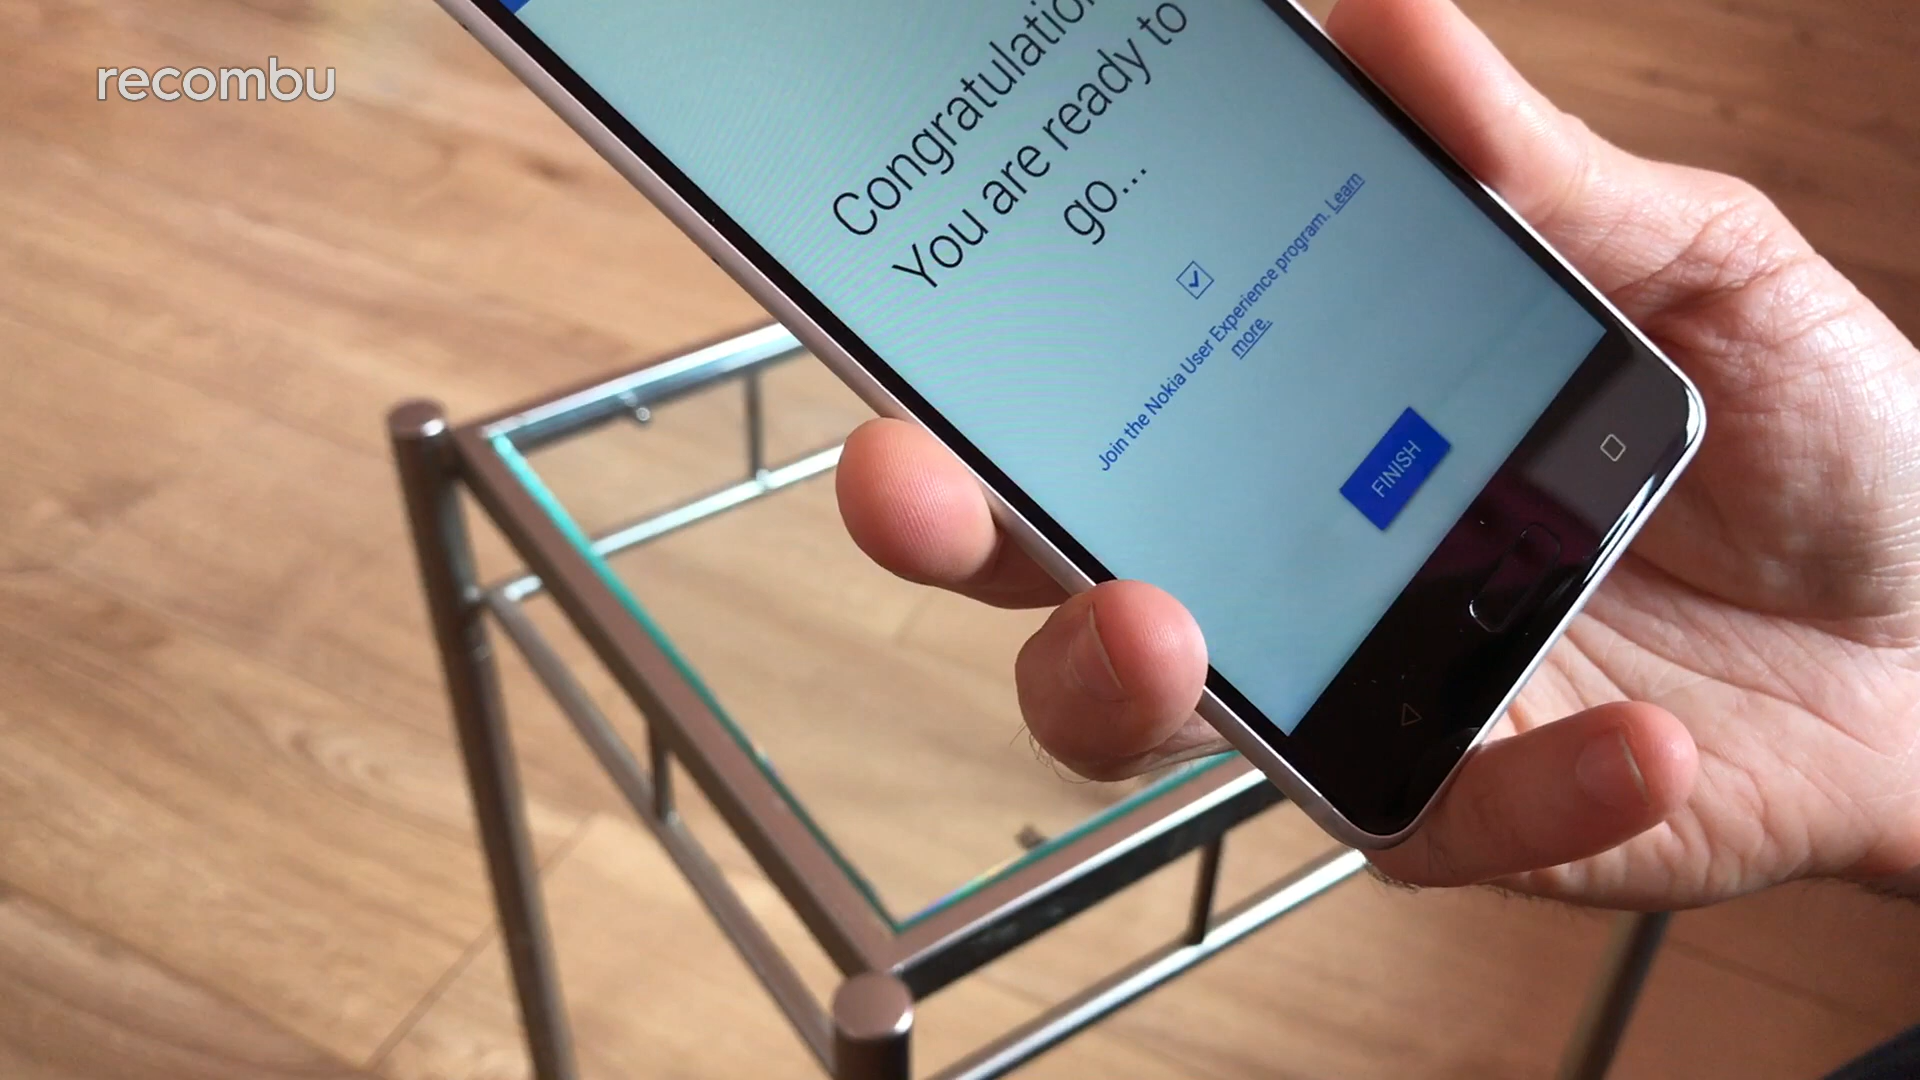 recombu
Congratulation
You are ready to
go...
Join the Nokia User Experience program. Learn
more.
FINISH